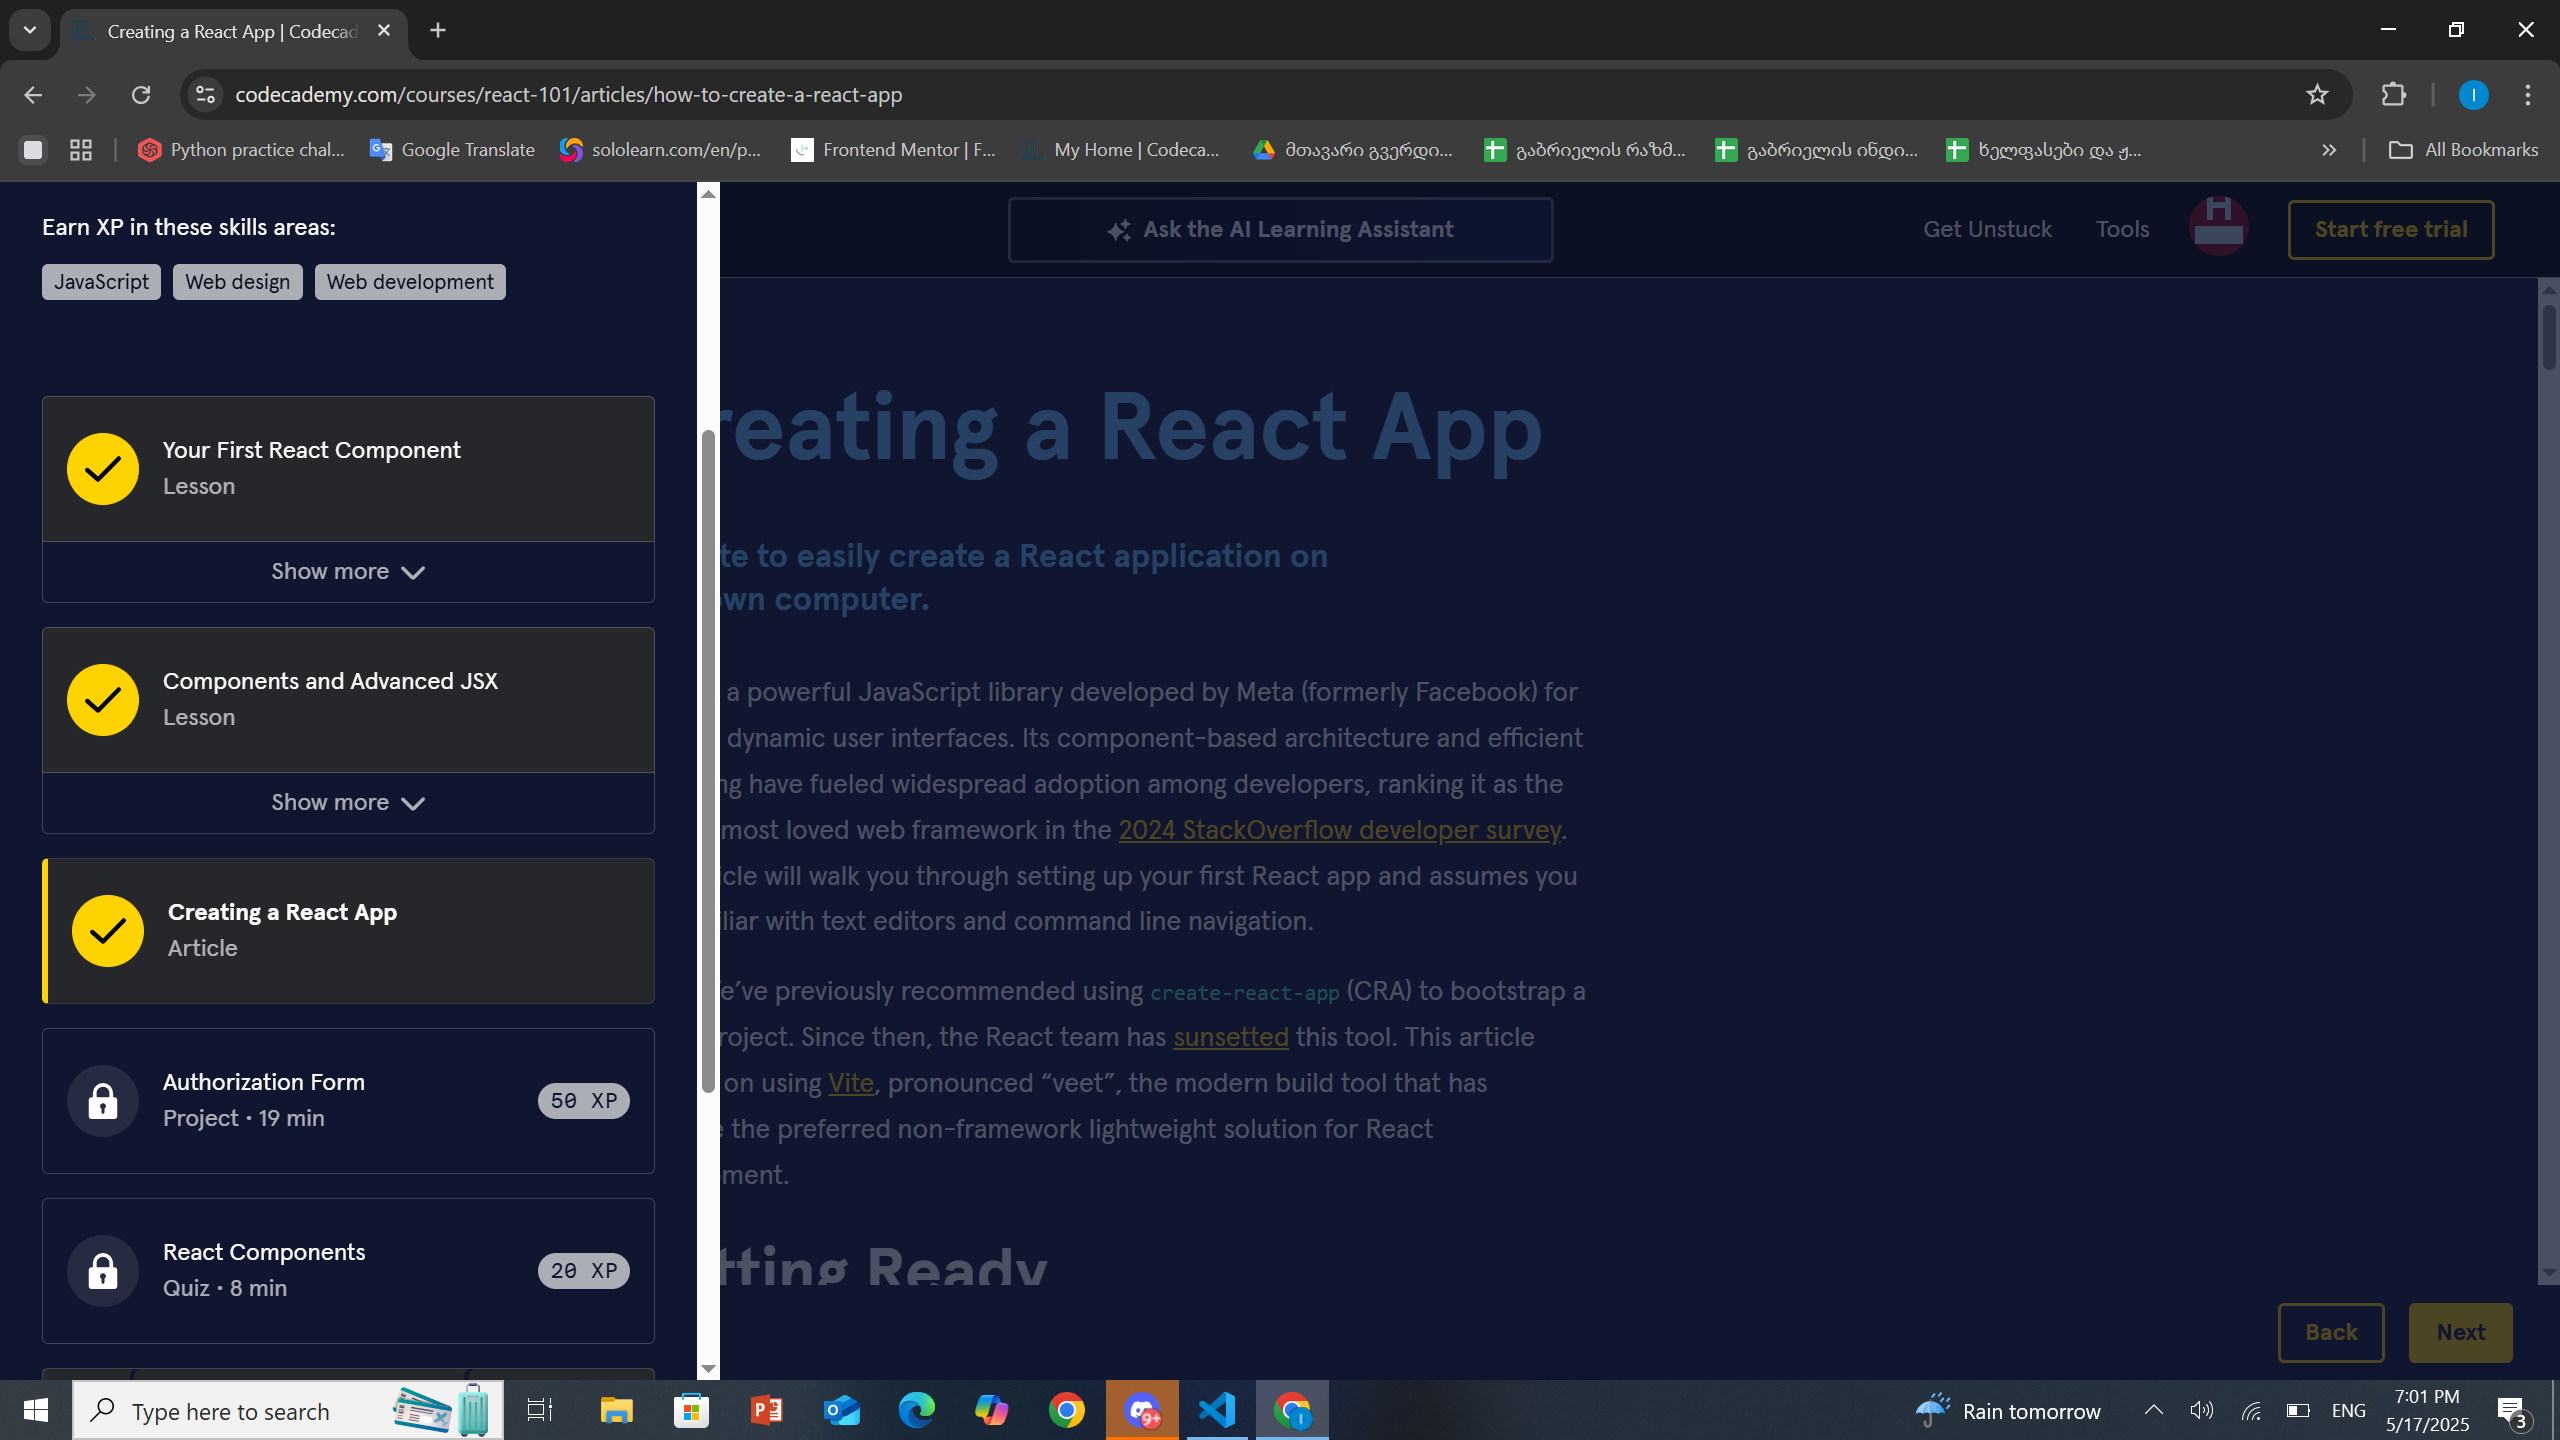 Creating a React App | Codecad
codecademy.com/courses/react-101/articles/how-to-create-a-react-app
Python practice chal...
Google Translate
sololearn.com/en/p...
Frontend Mentor | F...
My Home | Codeca...
მთავარი გვერდი...
გაბრიელის რაზმ...
გაბრიელის ინდი...
ხელფასები და ჟ...
All Bookmarks
Earn XP in these skills areas:
JavaScript
Web design
Web development
Your First React Component
Lesson
Show more
Components and Advanced JSX
Lesson
Show more
Creating a React App
Article
Authorization Form
Project • 19 min
50 XP
React Components
Quiz • 8 min
20 XP
Ask the AI Learning Assistant
Get Unstuck
Tools
Start free trial
reating a React App
te to easily create a React application on
wn computer.
a powerful JavaScript library developed by Meta (formerly Facebook) for
dynamic user interfaces. Its component-based architecture and efficient
ng have fueled widespread adoption among developers, ranking it as the
most loved web framework in the 2024 StackOverflow developer survey.
icle will walk you through setting up your first React app and assumes you
liar with text editors and command line navigation.
e’ve previously recommended using create-react-app (CRA) to bootstrap a
roject. Since then, the React team has sunsetted this tool. This article
on using Vite, pronounced “veet”, the modern build tool that has
e the preferred non-framework lightweight solution for React
ment.
tting Ready
Back
Next
Type here to search
9+
Rain tomorrow
ENG
7:01 PM
5/17/2025
3